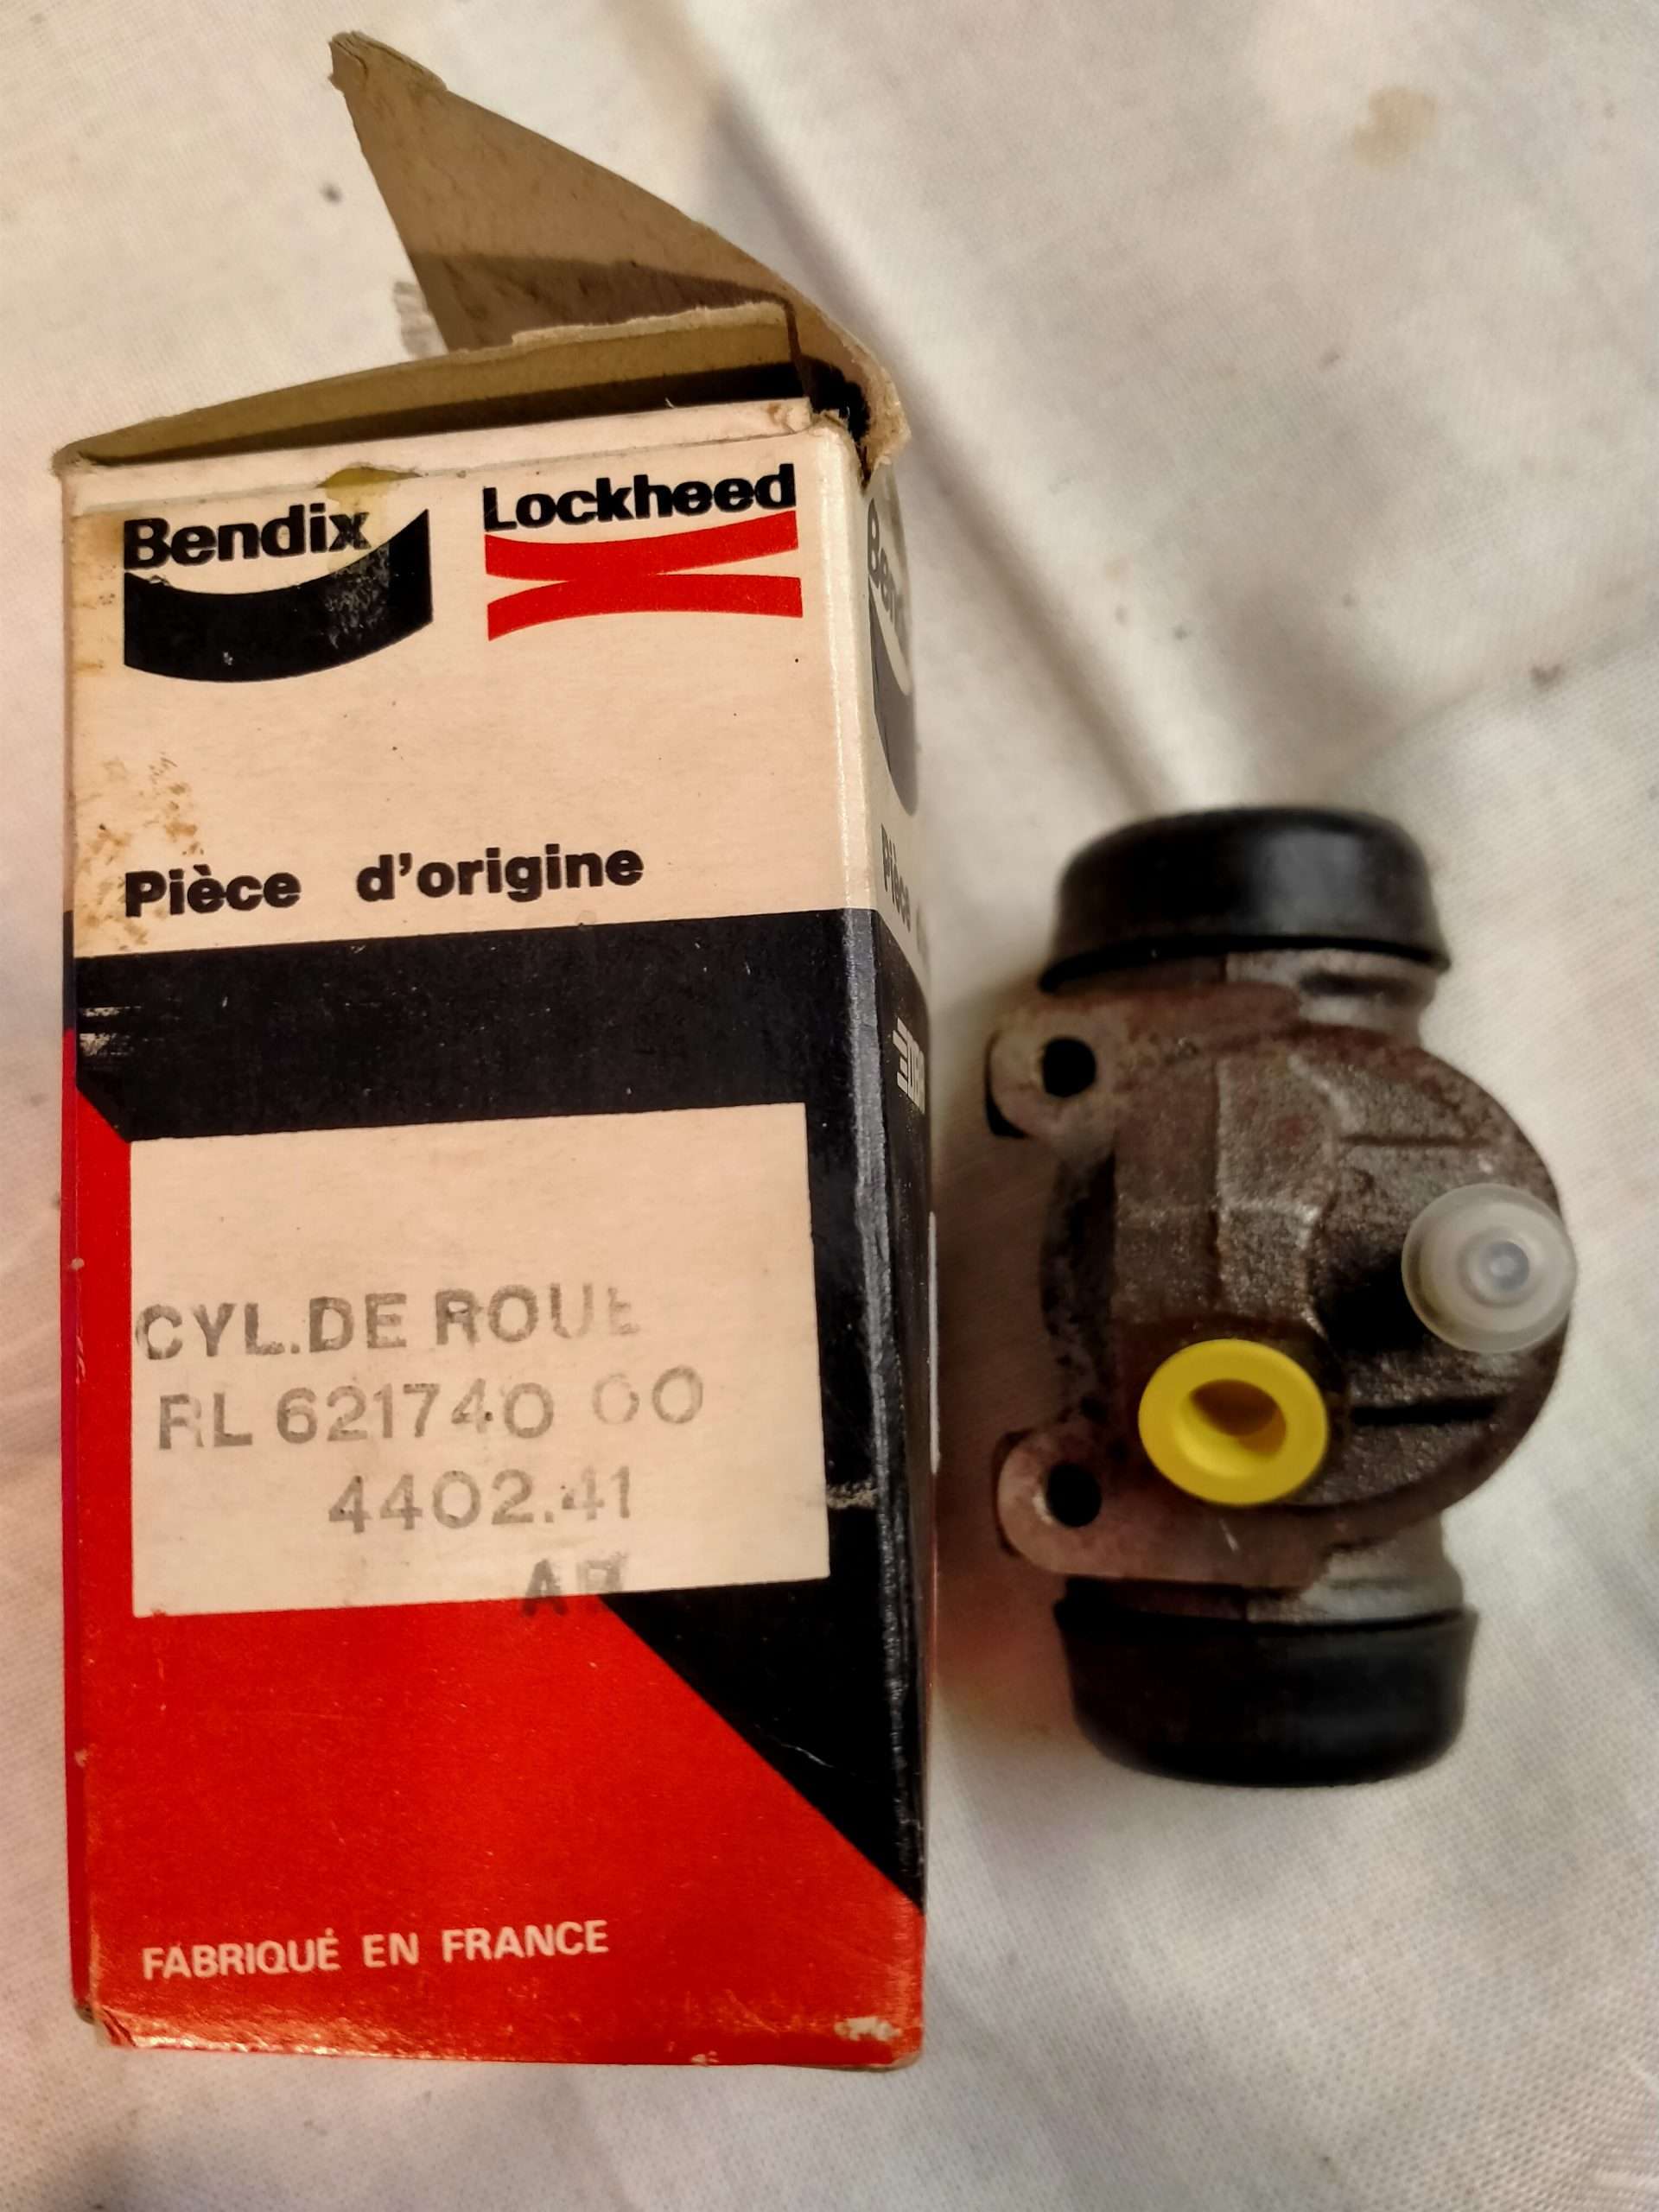 Bendix
Lockheed
Pièce d'origine
CYL.DE ROUE
RL 621740 00
4402.41
FABRIQUÉ EN FRANCE